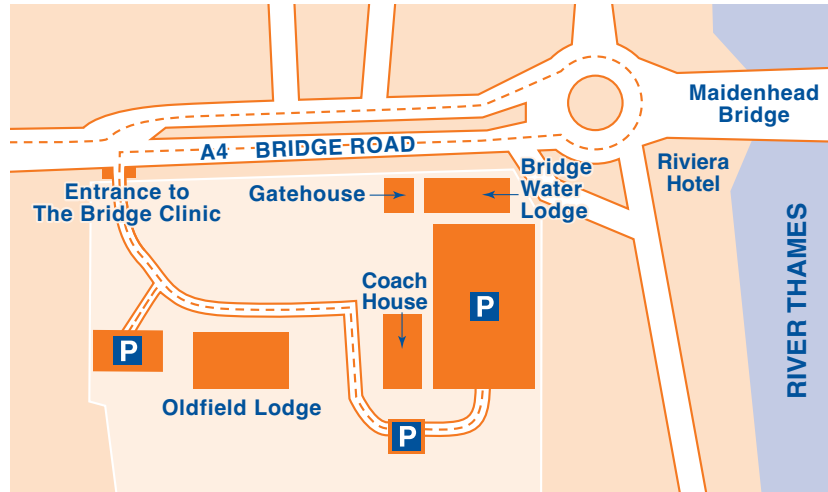 Maidenhead
Bridge
A4 BRIDGE ROAD
Riviera
Hotel
Entrance to
The Bridge Clinic
Gatehouse
Bridge
Water
Lodge
RIVER THAMES
Coach
House
P
P
Oldfield Lodge
P